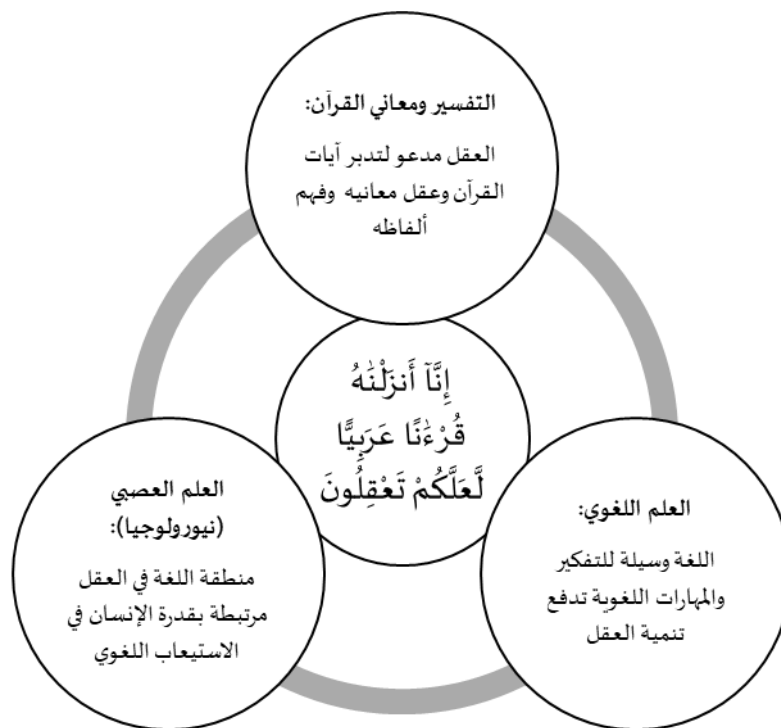 التفسير ومعاني القرآن:
العقل مدعو لتدبر آيات
القرآن وعقل معانيه وفهم
ألفاظه
إِنَّآ أَنزَلْنَٰهُ
قُرْءَٰنًا عَرَبِيًّا
لَّعَلَّكُمْ تَعْقِلُونَ
العلم اللغوي:
اللغة وسيلة للتفكير
والمهارات اللغوية تدفع
تنمية العقل
العلم العصبي
(نيورولوجيا):
منطقة اللغة في العقل
مرتبطة بقدرة الإنسان في
الاستيعاب اللغوي